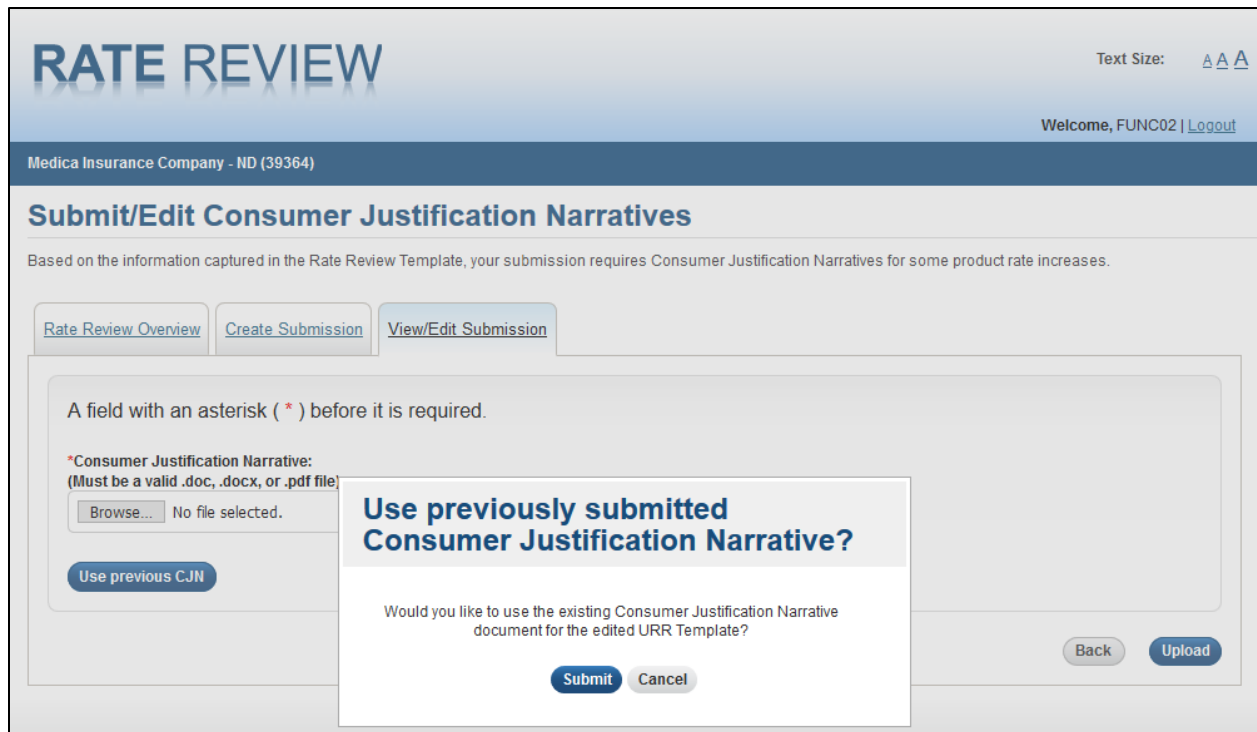 RATE REVIEW
Text Size: A A A
Welcome, FUNC02 | Logout
Medica Insurance Company - ND (39364)
Submit/Edit Consumer Justification Narratives
Based on the information captured in the Rate Review Template, your submission requires Consumer Justification Narratives for some product rate increases.
Rate Review Overview Create Submission View/Edit Submission
A field with an asterisk ( * ) before it is required.
*Consumer Justification Narrative:
(Must be a valid .doc, .docx, or .pdf file)
Browse... No file selected.
Use previous CJN
Use previously submitted
Consumer Justification Narrative?
Would you like to use the existing Consumer Justification Narrative
document for the edited URR Template?
Submit Cancel
Back Upload